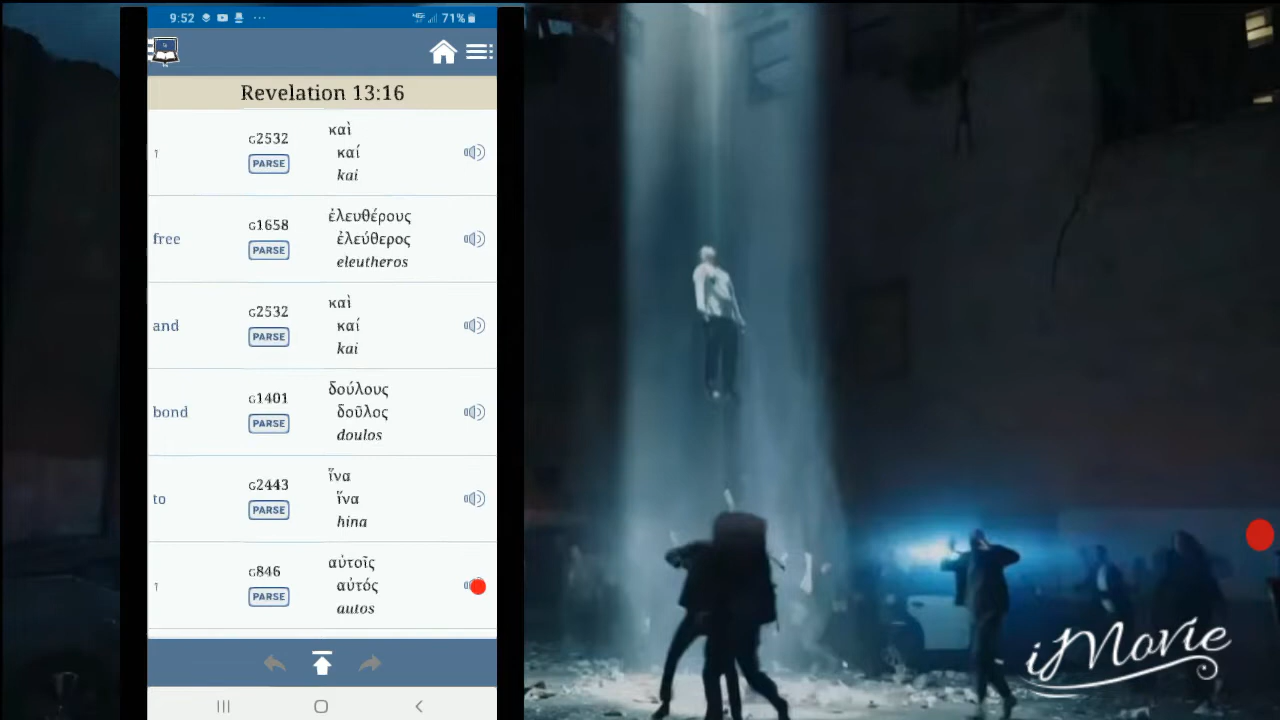 9:52 ··· 71%
Revelation 13:16
G2532 καὶ
PARSE καί
kai
free G1658 ἐλευθέρους
PARSE ἐλεύθερος
eleutheros
and G2532 καὶ
PARSE καί
kai
bond G1401 δούλους
PARSE δοῦλος
doulos
to G2443 ἵνα
PARSE ἵνα
hina
G846 αὐτοῖς
PARSE αὐτός
autos
iMovie